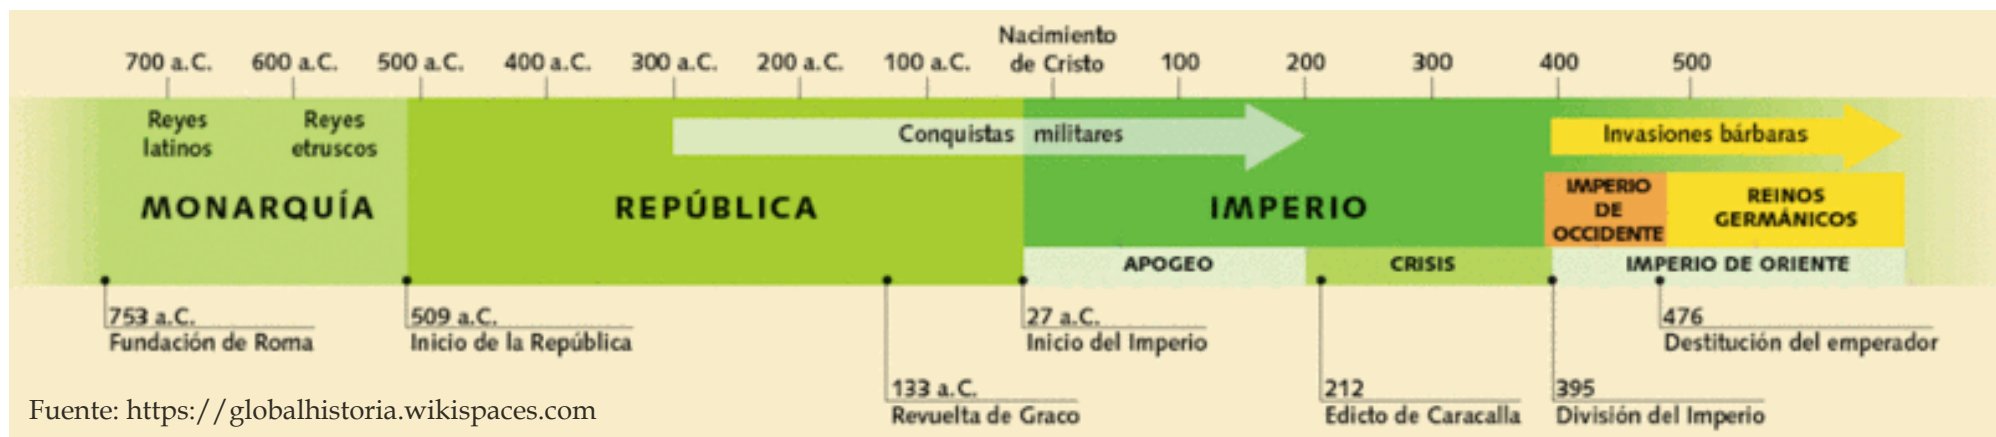 Nacimiento
700 a.C. 600 a.C. 500 a.C. 400 a.C. 300 a.C. 200 a.C. 100 a.C. de Cristo 100 200 300 400 500
Reyes
latinos
Reyes
etruscos
Conquistas militares
Invasiones bárbaras
MONARQUÍA
REPÚBLICA
IMPERIO
IMPERIO
DE
OCCIDENTE
REINOS
GERMÁNICOS
APOGEO
CRISIS
IMPERIO DE ORIENTE
753 a.C.
Fundación de Roma
509 a.C.
Inicio de la República
27 a.C.
Inicio del Imperio
476
Destitución del emperador
133 a.C.
Revuelta de Graco
212
Edicto de Caracalla
395
División del Imperio
Fuente: https://globalhistoria.wikispaces.com